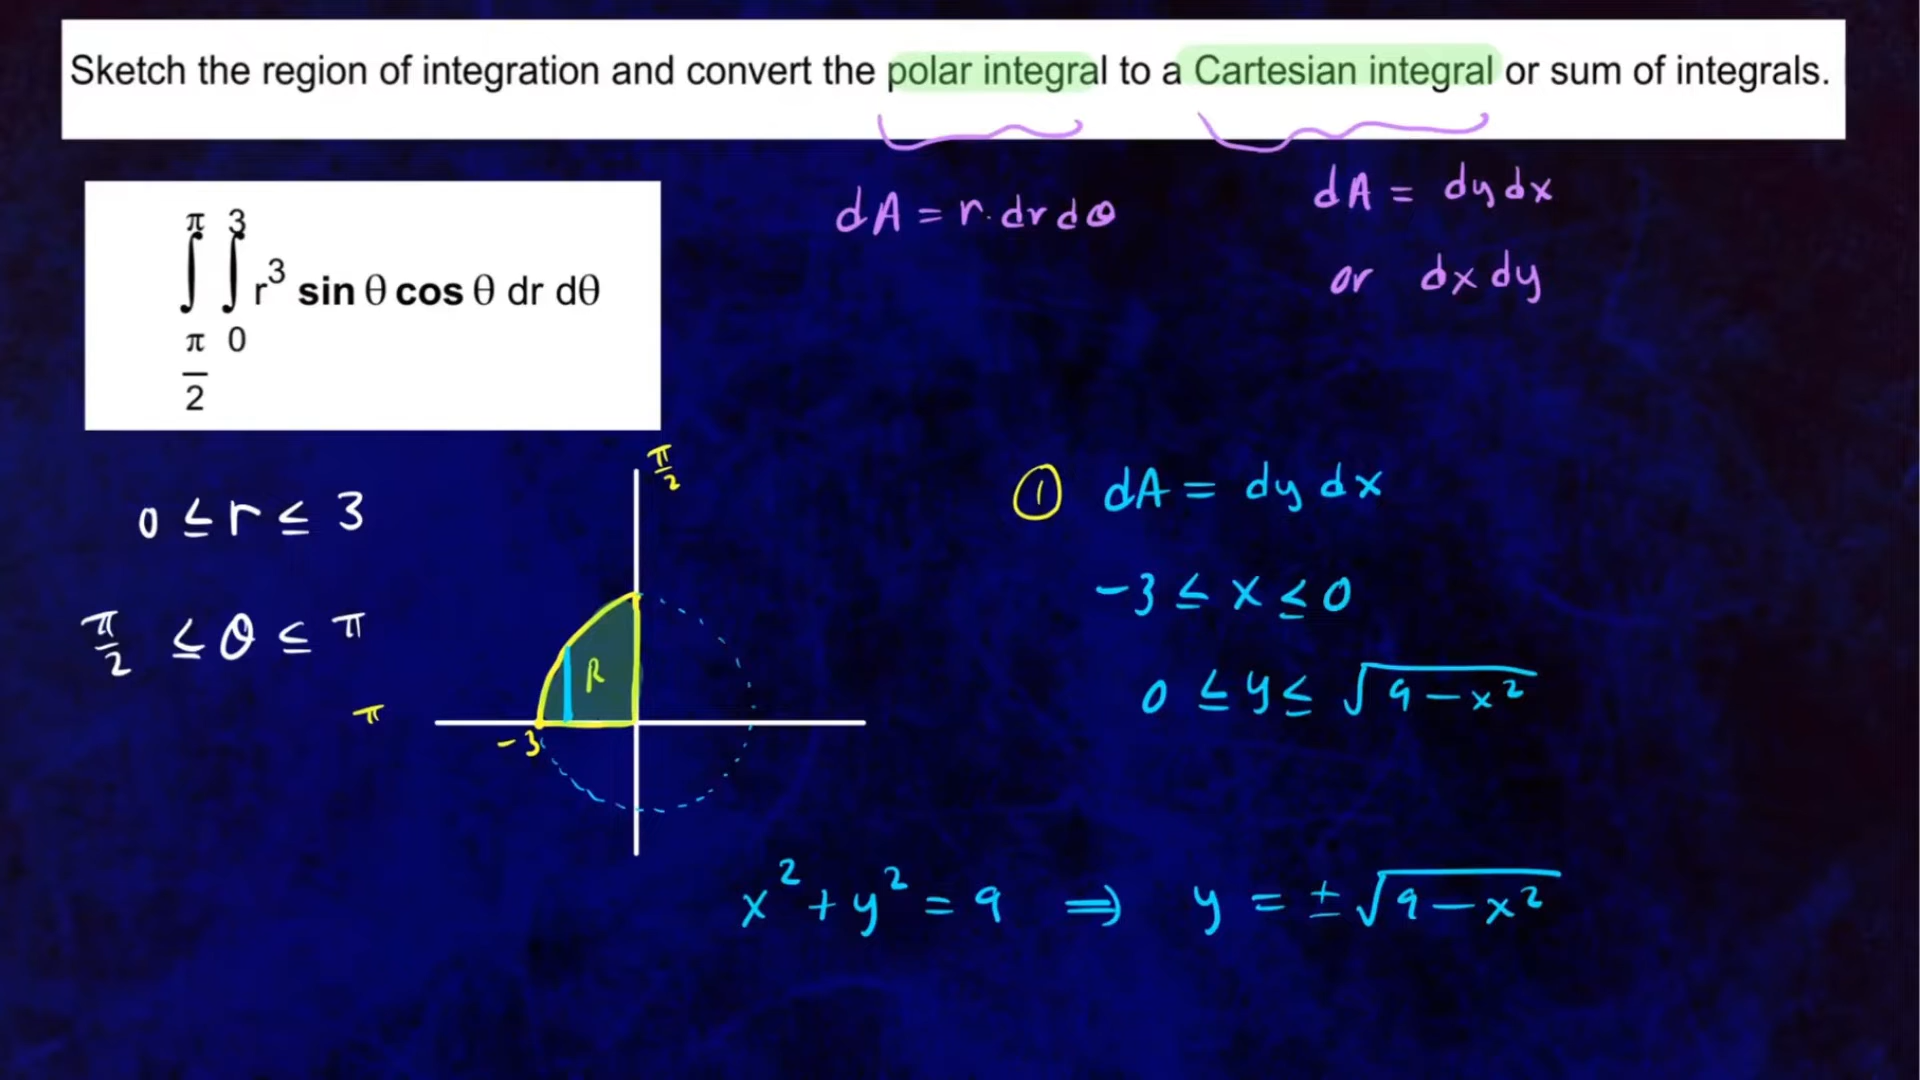 Sketch the region of integration and convert the polar integral to a Cartesian integral or sum of integrals.
dA = r · dr dθ
dA = dy dx
or dx dy
π 3
∫ ∫ r³ sin θ cos θ dr dθ
π/2 0
0 ≤ r ≤ 3
π/2 ≤ θ ≤ π
π/2
R
π
-3
① dA = dy dx
-3 ≤ x ≤ 0
0 ≤ y ≤ √(9 - x²)
x² + y² = 9 ⇒ y = ±√(9 - x²)